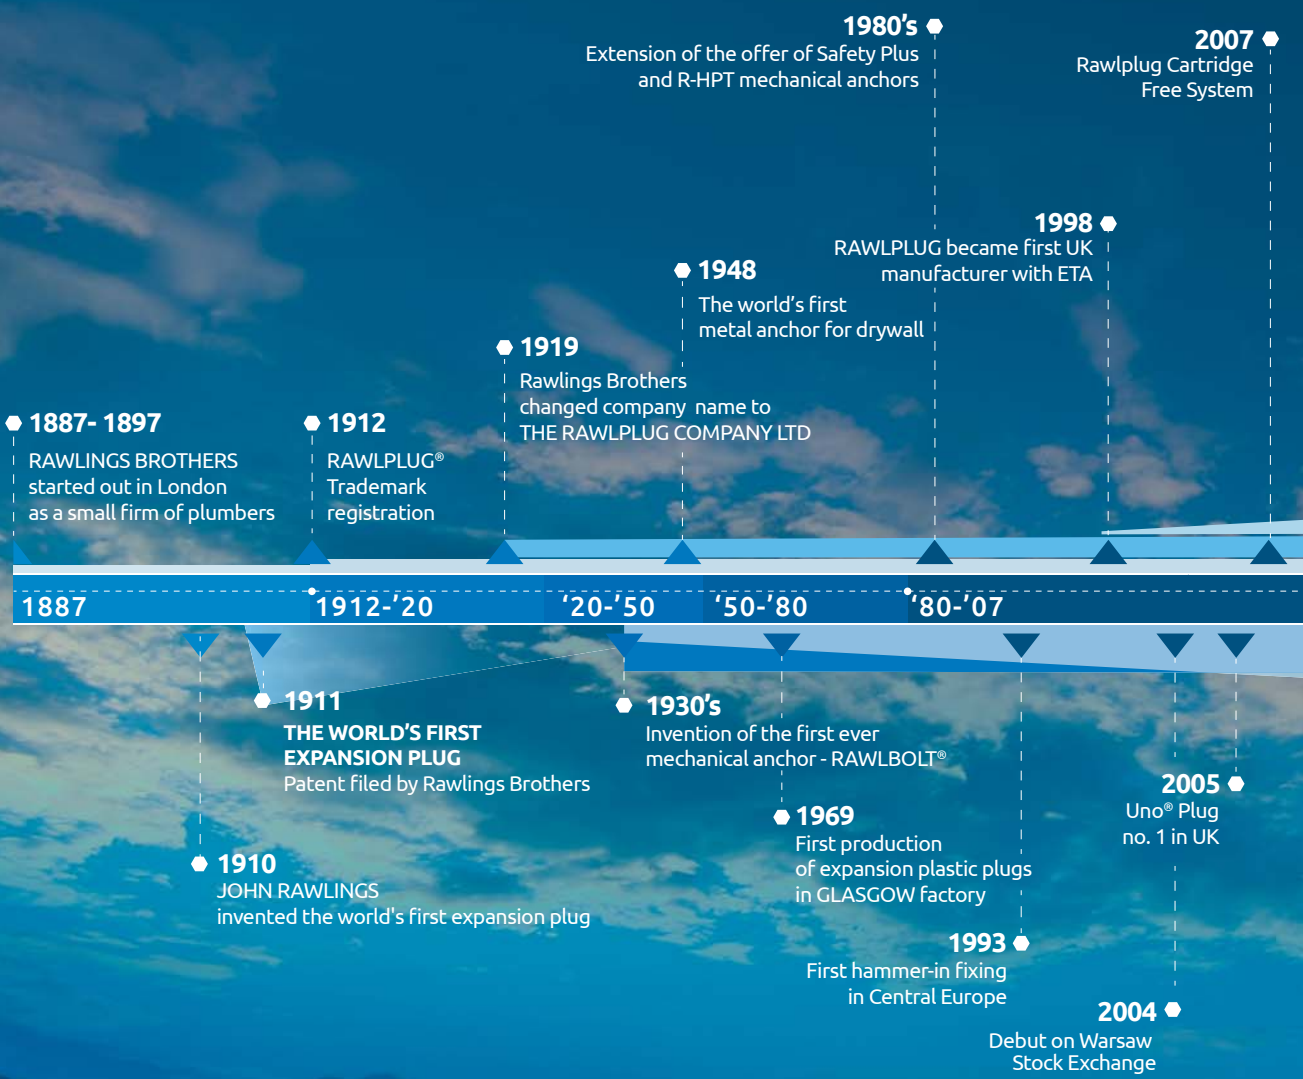 1980's
Extension of the offer of Safety Plus
and R-HPT mechanical anchors
2007
Rawlplug Cartridge
Free System
1998
RAWLPLUG became first UK
manufacturer with ETA
1948
The world's first
metal anchor for drywall
1919
Rawlings Brothers
changed company name to
THE RAWLPLUG COMPANY LTD
1887- 1897
RAWLINGS BROTHERS
started out in London
as a small firm of plumbers
1912
RAWLPLUG®
Trademark
registration
1887 1912-'20 '20-'50 '50-'80 '80-'07
1911
THE WORLD'S FIRST
EXPANSION PLUG
Patent filed by Rawlings Brothers
1910
JOHN RAWLINGS
invented the world's first expansion plug
1930's
Invention of the first ever
mechanical anchor - RAWLBOLT®
1969
First production
of expansion plastic plugs
in GLASGOW factory
2005
Uno® Plug
no. 1 in UK
1993
First hammer-in fixing
in Central Europe
2004
Debut on Warsaw
Stock Exchange